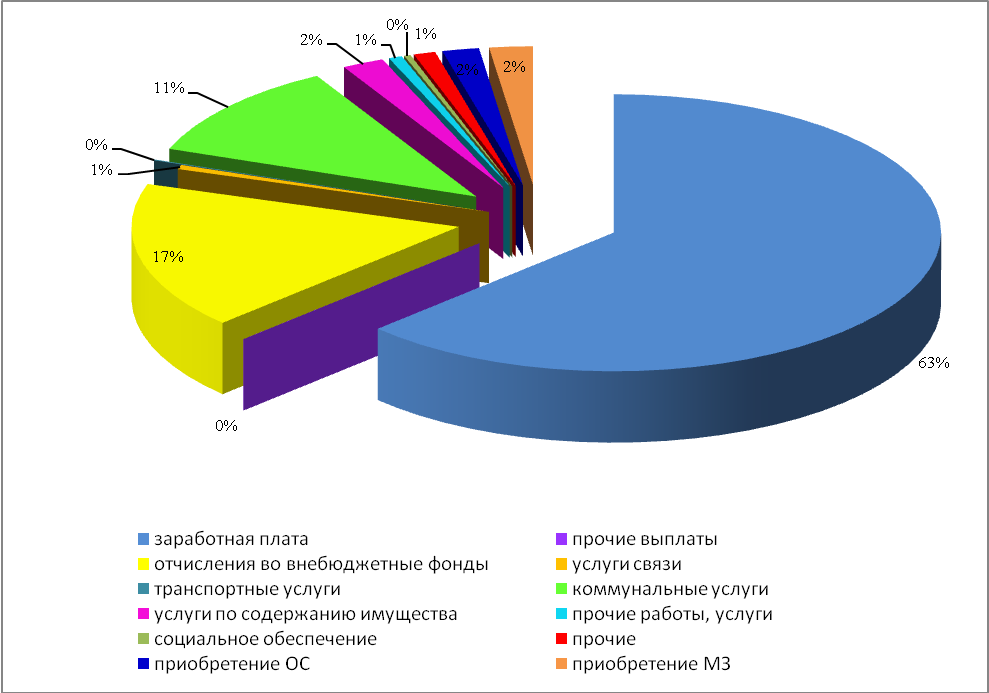 0%
1%
2%
1%
2%
2%
11%
0%
1%
17%
63%
0%
заработная плата
прочие выплаты
отчисления во внебюджетные фонды
услуги связи
транспортные услуги
коммунальные услуги
услуги по содержанию имущества
прочие работы, услуги
социальное обеспечение
прочие
приобретение ОС
приобретение МЗ